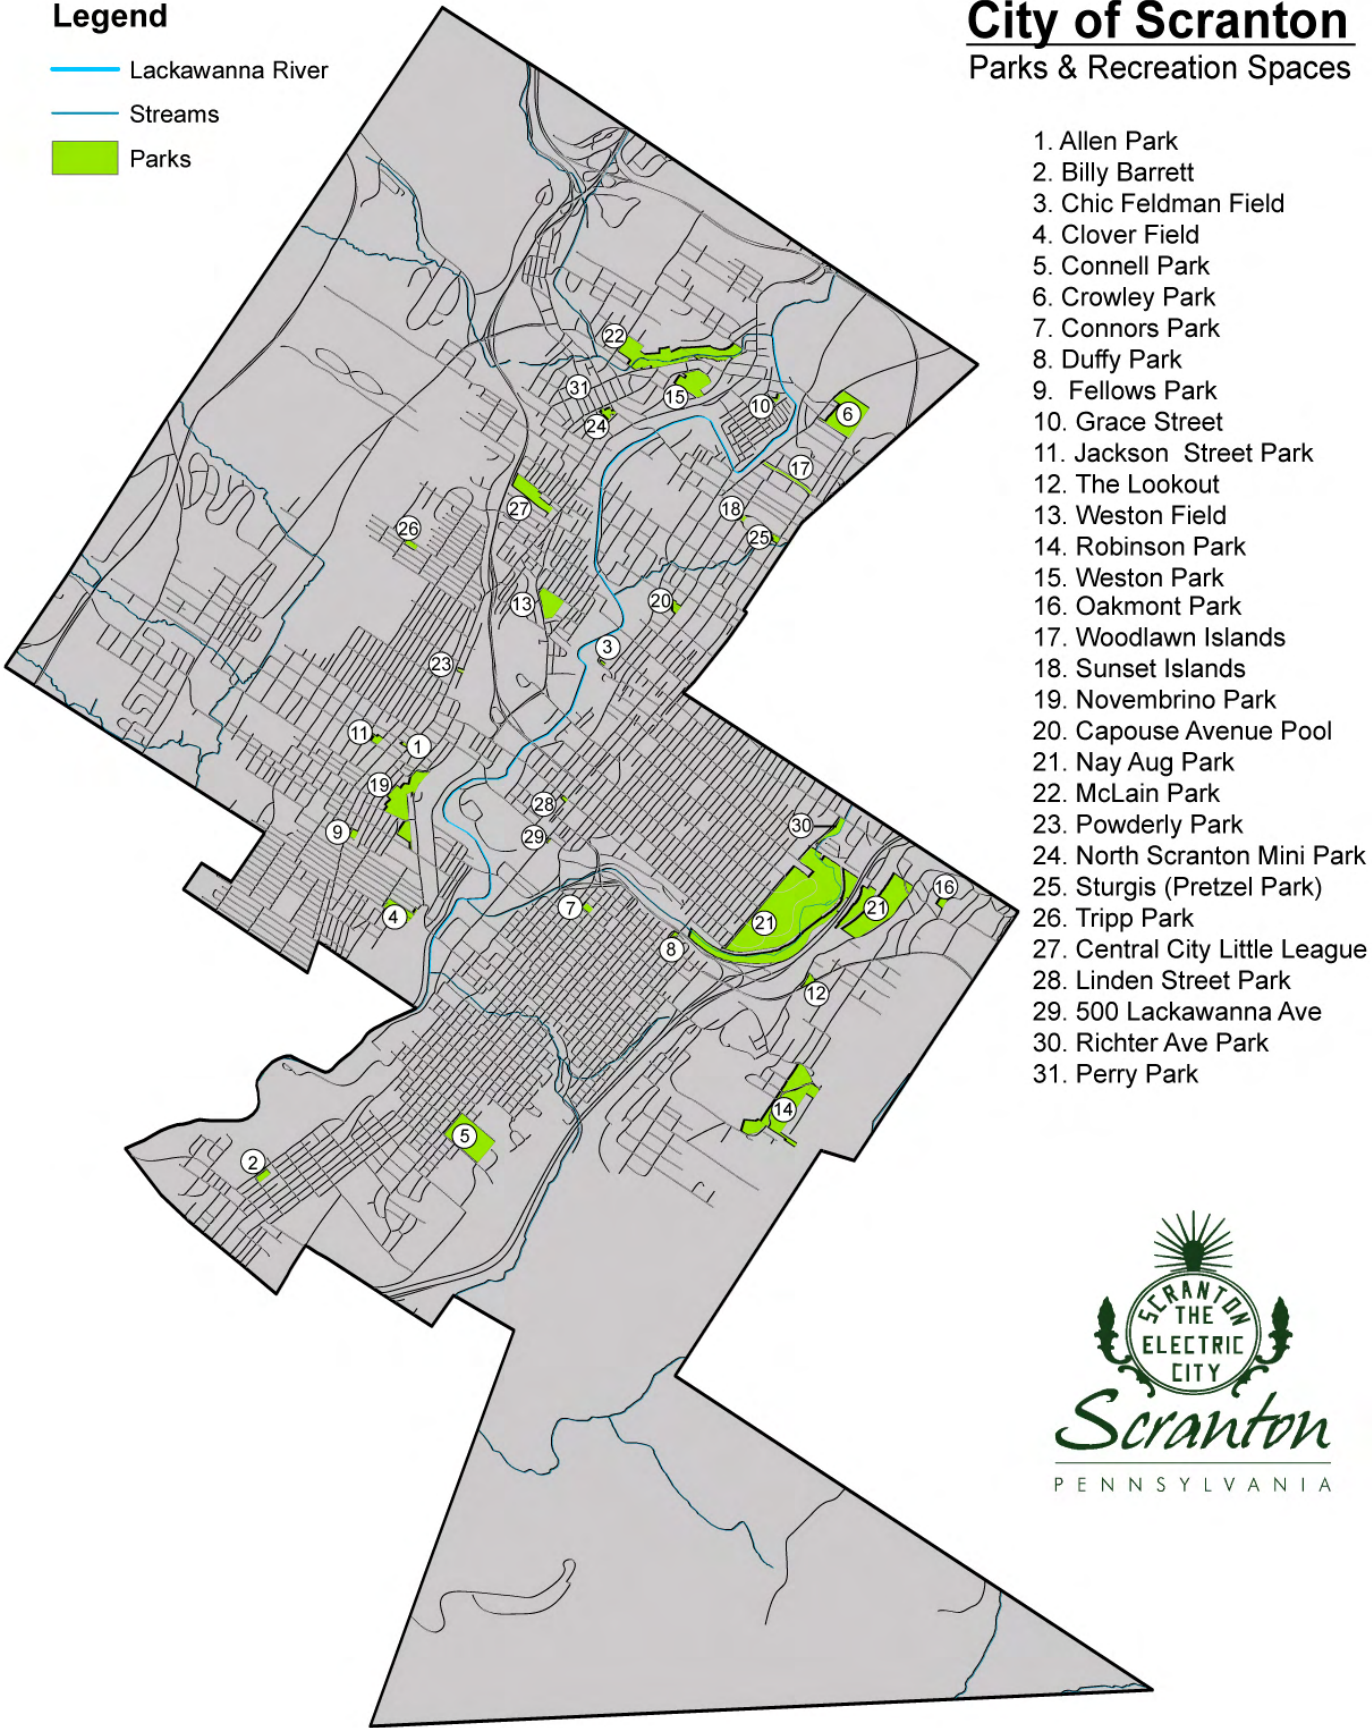 Legend
Lackawanna River
Streams
Parks
City of Scranton
Parks & Recreation Spaces
1. Allen Park
2. Billy Barrett
3. Chic Feldman Field
4. Clover Field
5. Connell Park
6. Crowley Park
7. Connors Park
8. Duffy Park
9. Fellows Park
10. Grace Street
11. Jackson Street Park
12. The Lookout
13. Weston Field
14. Robinson Park
15. Weston Park
16. Oakmont Park
17. Woodlawn Islands
18. Sunset Islands
19. Novembrino Park
20. Capouse Avenue Pool
21. Nay Aug Park
22. McLain Park
23. Powderly Park
24. North Scranton Mini Park
25. Sturgis (Pretzel Park)
26. Tripp Park
27. Central City Little League
28. Linden Street Park
29. 500 Lackawanna Ave
30. Richter Ave Park
31. Perry Park
22
31
15
24
10
6
17
27
18
26
25
13
20
3
23
11
1
19
28
30
9
29
16
4
7
21
21
8
12
14
5
2
SCRANTON
THE
ELECTRIC
CITY
Scranton
PENNSYLVANIA